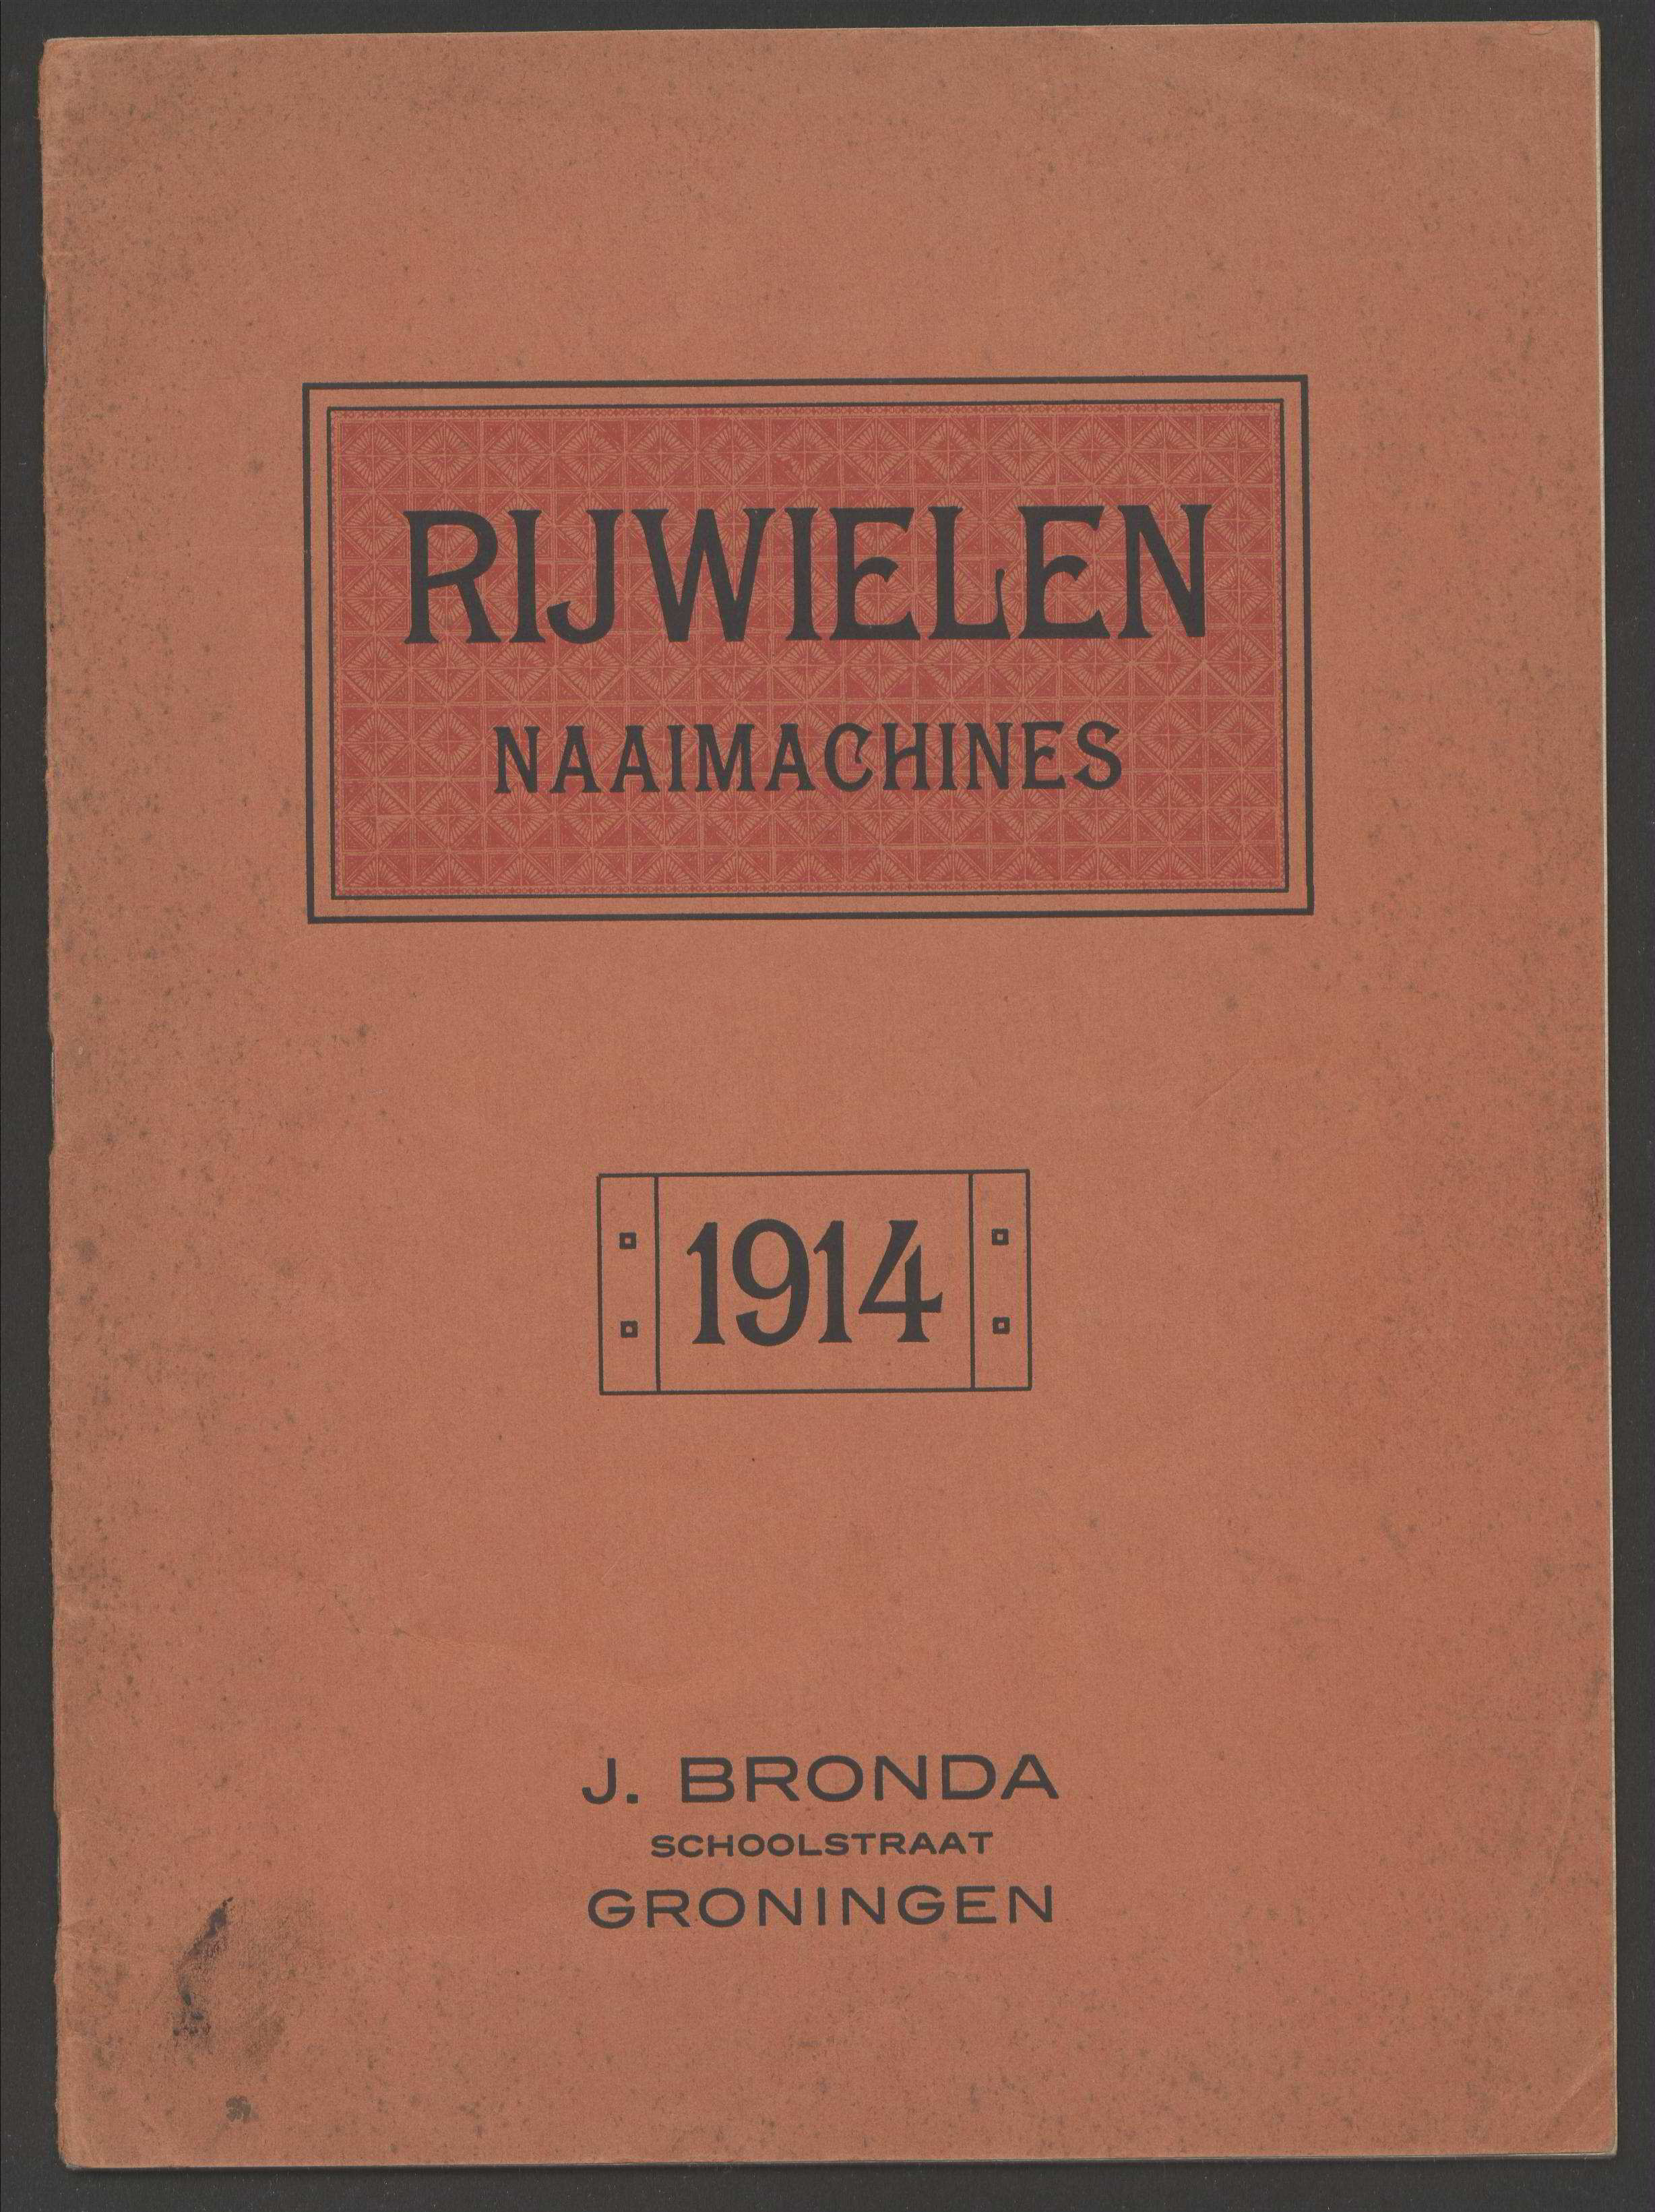 RIJWIELEN
NAAIMACHINES
1914
J. BRONDA
SCHOOLSTRAAT
GRONINGEN